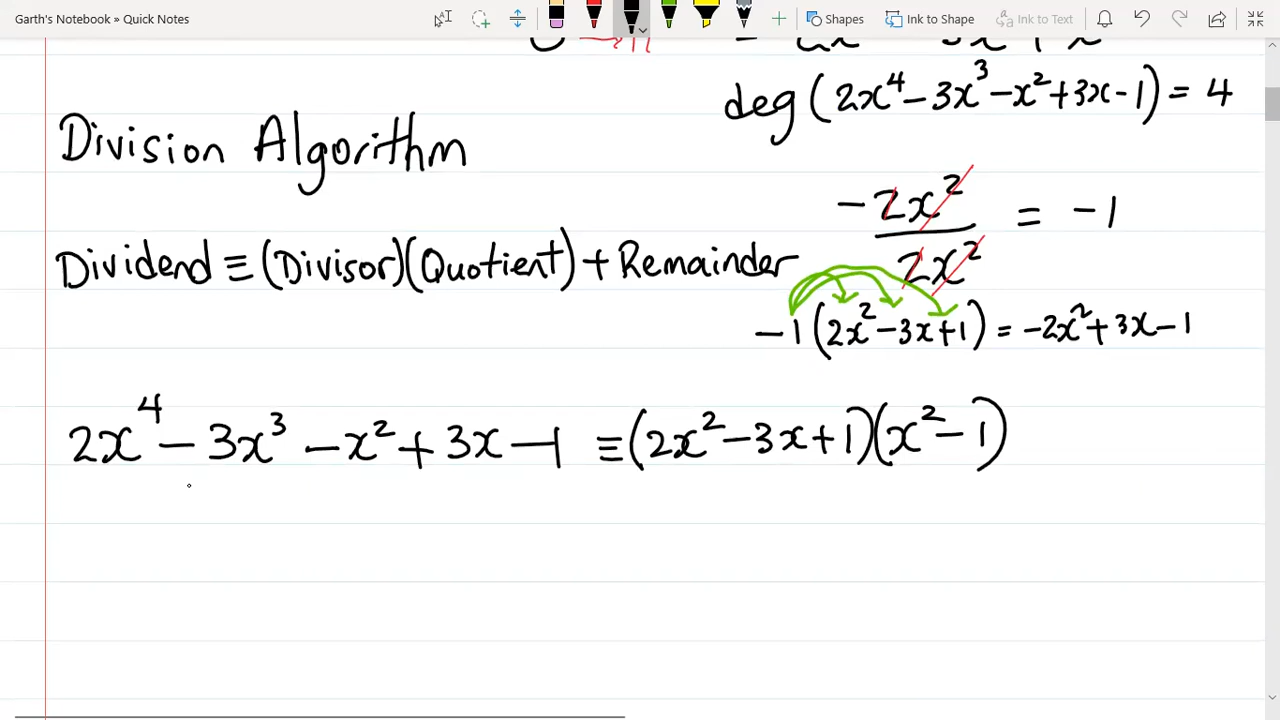 Garth's Notebook » Quick Notes
Shapes
Ink to Shape
Ink to Text
deg(2x⁴-3x³-x²+3x-1) = 4
Division Algorithm
-2x²/2x² = -1
Dividend ≡ (Divisor)(Quotient) + Remainder
-1(2x²-3x+1) = -2x²+3x-1
2x⁴-3x³-x²+3x-1 ≡ (2x²-3x+1)(x²-1)